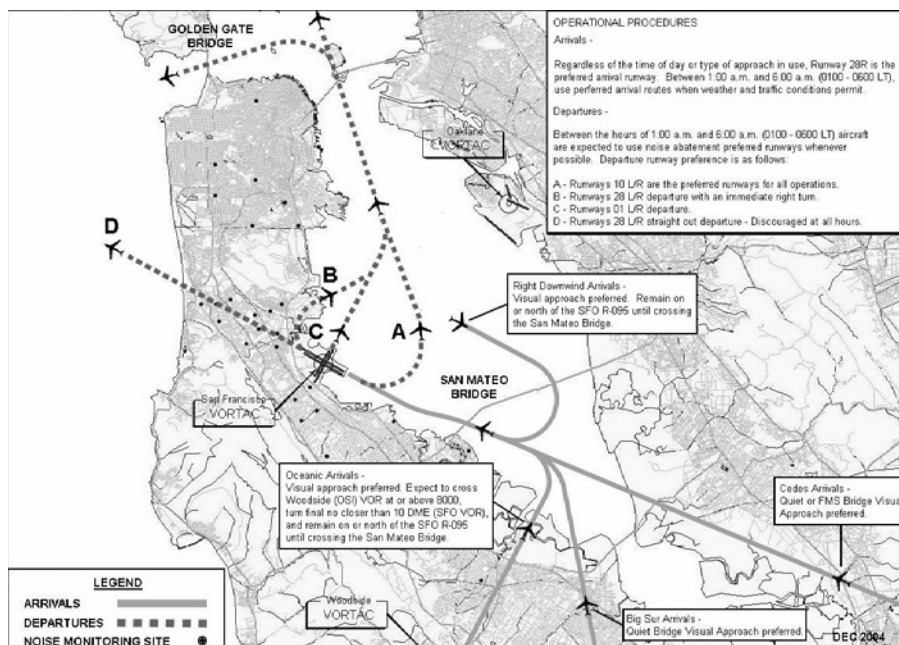 GOLDEN GATE
BRIDGE
OPERATIONAL PROCEDURES
Arrivals -
Regardless of the time of day or type of approach in use, Runway 28R is the
preferred arrival runway. Between 1:00 a.m. and 6:00 a.m. (0100 - 0600 LT),
use perferred arrival routes when weather and traffic conditions permit.
Departures -
Between the hours of 1:00 a.m. and 6:00 a.m. (0100 - 0600 LT) aircraft
are expected to use noise abatement preferred runways whenever
possible. Departure runway preference is as follows:
A - Runways 10 L/R are the preferred runways for all operations.
B - Runways 28 L/R departure with an immediate right turn.
C - Runways 01 L/R departure.
D - Runways 28 L/R straight out departure - Discouraged at all hours.
Oakland
VORTAC
D
B
C
A
Right Downwind Arrivals -
Visual approach preferred. Remain on
or north of the SFO R-095 until crossing
the San Mateo Bridge.
SAN MATEO
BRIDGE
San Francisco
VORTAC
Oceanic Arrivals -
Visual approach preferred. Expect to cross
Woodside (OSI) VOR at or above 8000,
turn final no closer than 10 DME (SFO VOR),
and remain on or north of the SFO R-095
until crossing the San Mateo Bridge.
Cedes Arrivals -
Quiet or FMS Bridge Visua
Approach preferred.
LEGEND
ARRIVALS
DEPARTURES
NOISE MONITORING SITE
Woodside
VORTAC
Big Sur Arrivals -
Quiet Bridge Visual Approach preferred.
DEC 2004